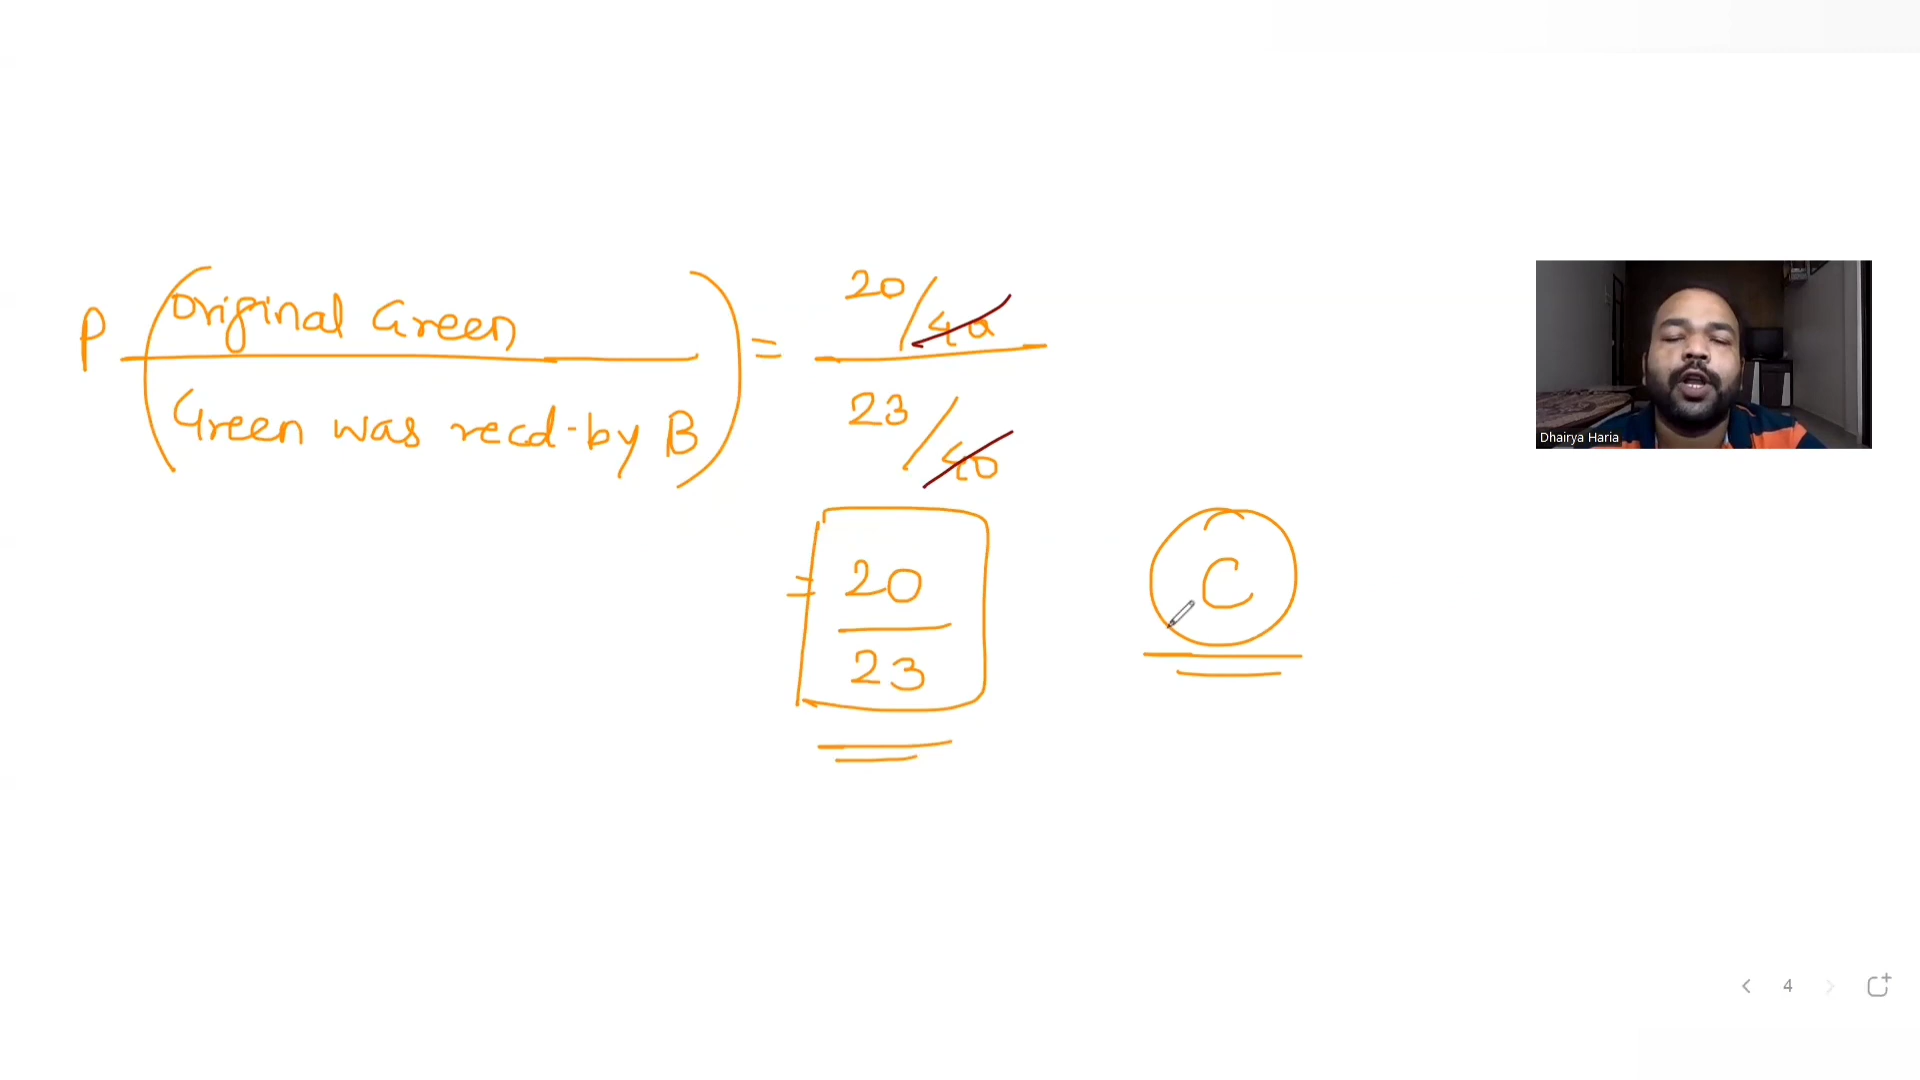 P (Original Green / Green was recd. by B) = 20/40 / 23/40
= 20/23
C
Dhairya Haria
4